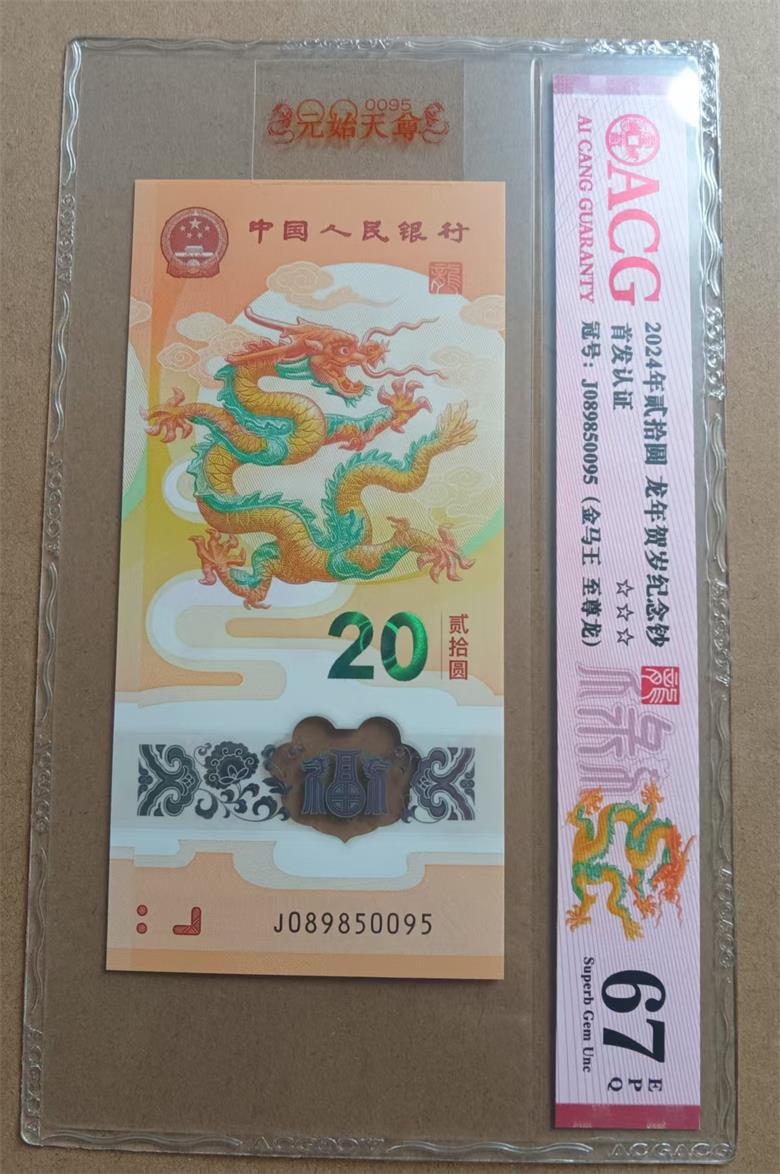 0095
元始天尊
中国人民银行
龍
20
贰拾圆
福
J089850095
ACG
AI CANG GUARANTY
2024年贰拾圆 龙年贺岁纪念钞
首发认证 ☆☆☆
冠号：J089850095（金马王 至尊龙）
67
EPQ
Superb Gem Unc